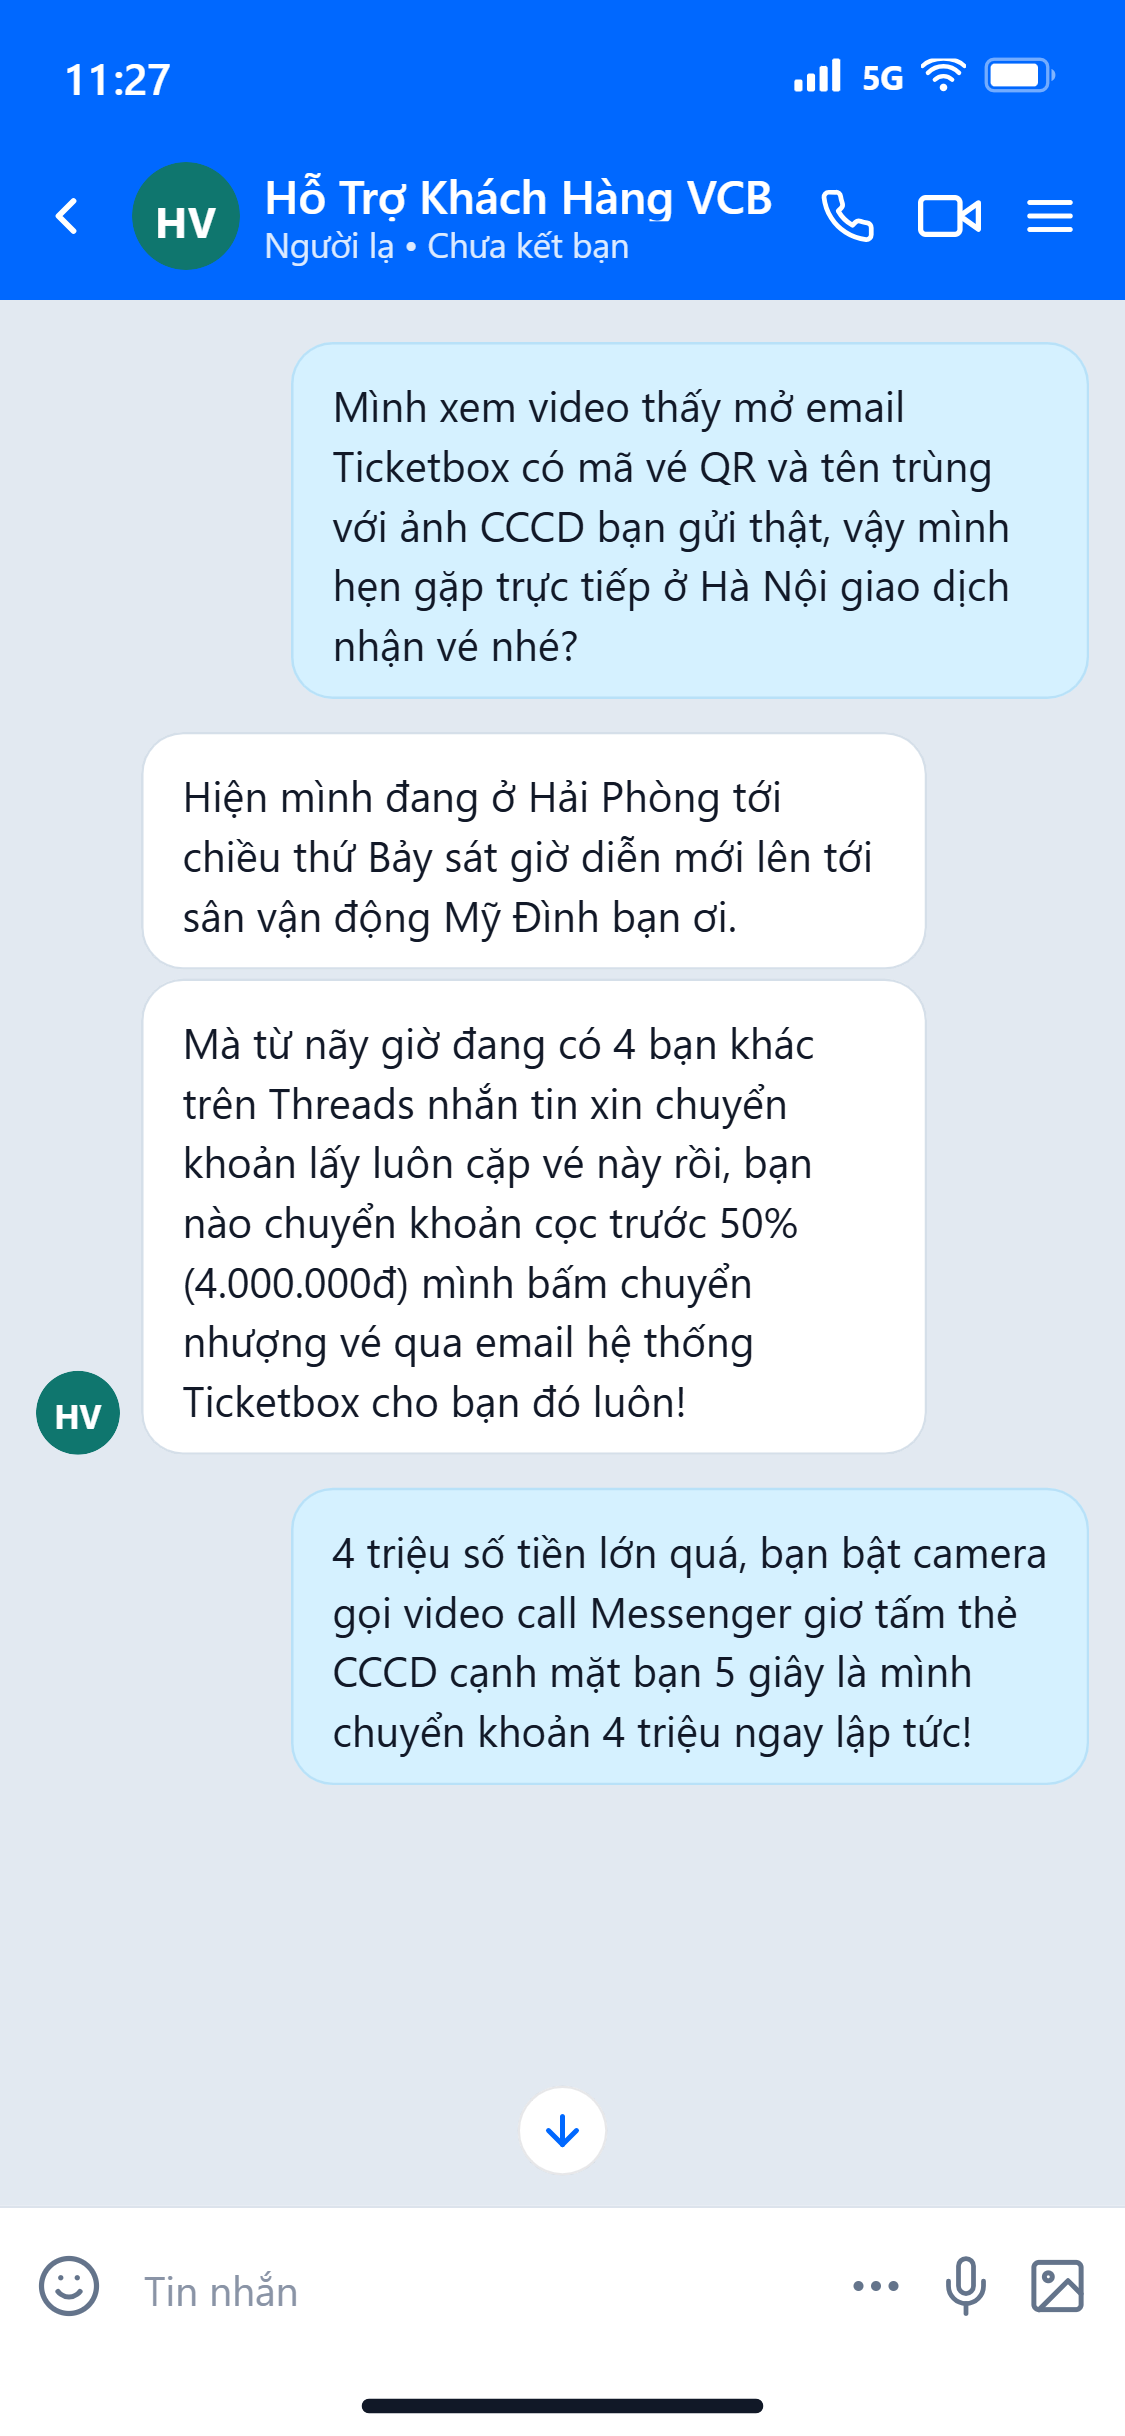 11:27
5G
HV
Hỗ Trợ Khách Hàng VCB
Người lạ • Chưa kết bạn
Mình xem video thấy mở email
Ticketbox có mã vé QR và tên trùng
với ảnh CCCD bạn gửi thật, vậy mình
hẹn gặp trực tiếp ở Hà Nội giao dịch
nhận vé nhé?
Hiện mình đang ở Hải Phòng tới
chiều thứ Bảy sát giờ diễn mới lên tới
sân vận động Mỹ Đình bạn ơi.
Mà từ nãy giờ đang có 4 bạn khác
trên Threads nhắn tin xin chuyển
khoản lấy luôn cặp vé này rồi, bạn
nào chuyển khoản cọc trước 50%
(4.000.000đ) mình bấm chuyển
nhượng vé qua email hệ thống
Ticketbox cho bạn đó luôn!
HV
4 triệu số tiền lớn quá, bạn bật camera
gọi video call Messenger giơ tấm thẻ
CCCD cạnh mặt bạn 5 giây là mình
chuyển khoản 4 triệu ngay lập tức!
Tin nhắn